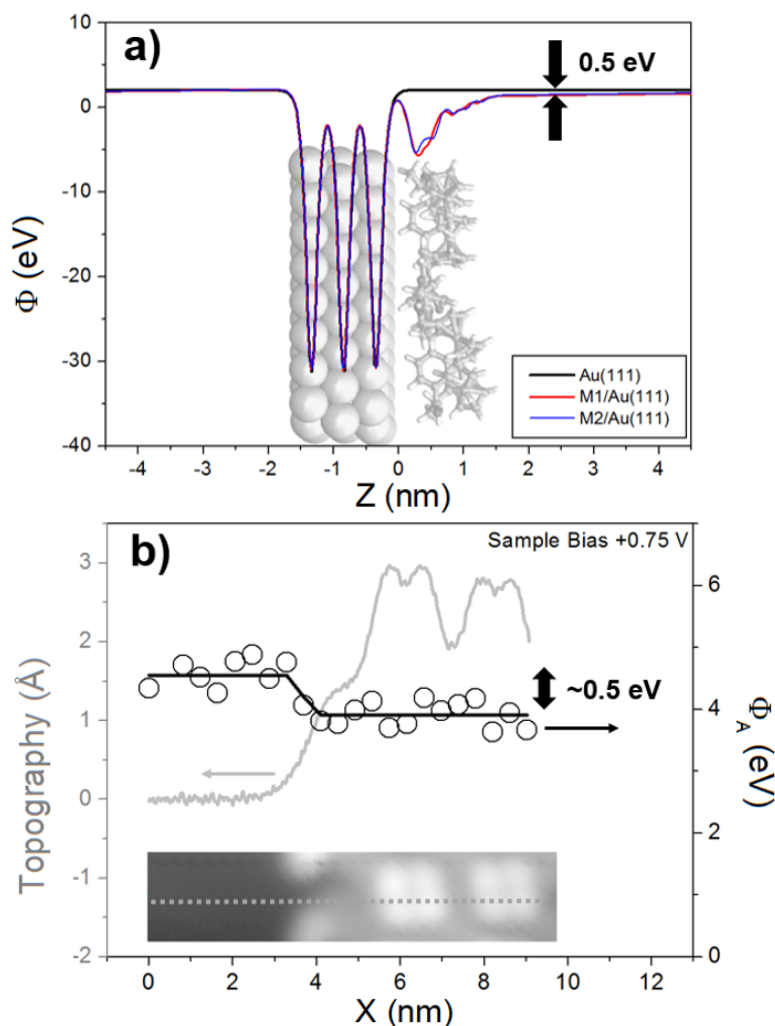 a)
0.5 eV
10
0
-10
-20
-30
-40
Φ (eV)
Au(111)
M1/Au(111)
M2/Au(111)
-4 -3 -2 -1 0 1 2 3 4
Z (nm)
b)
Sample Bias +0.75 V
3
2
1
0
-1
-2
Topography (Å)
~0.5 eV
6
4
2
0
Φ_A (eV)
0 2 4 6 8 10 12
X (nm)